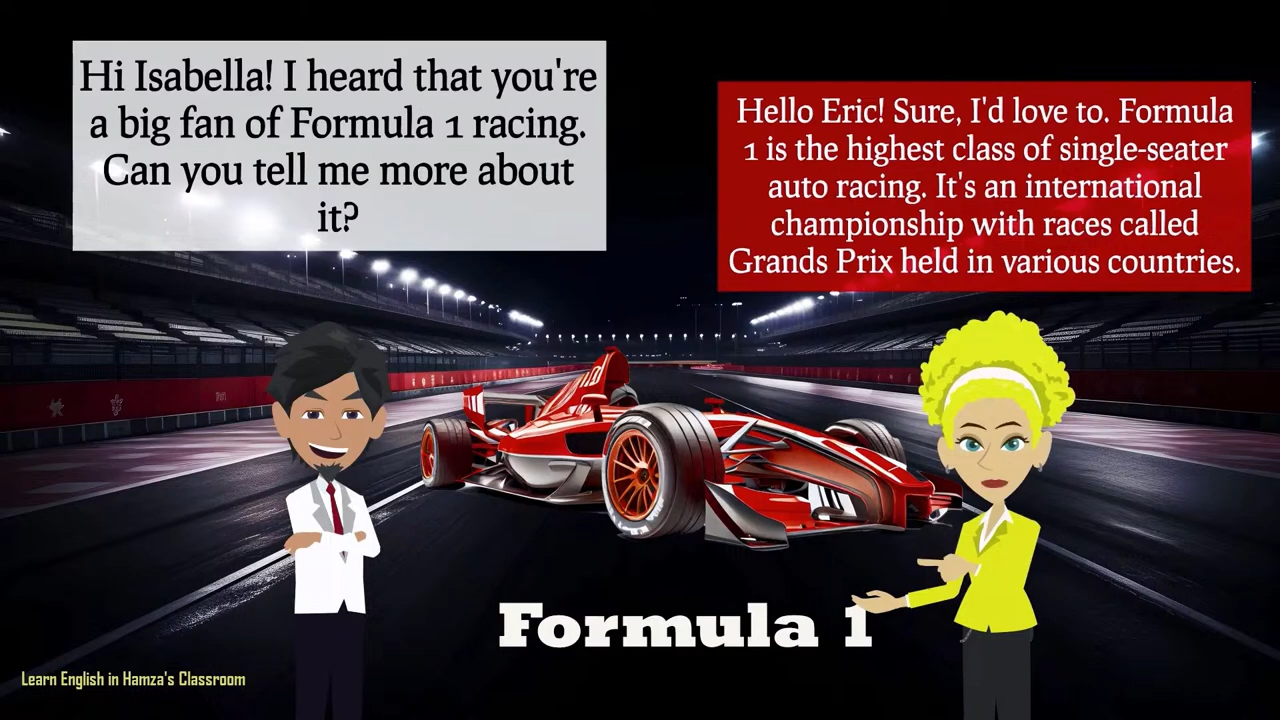 Hi Isabella! I heard that you're
a big fan of Formula 1 racing.
Can you tell me more about
it?
Hello Eric! Sure, I'd love to. Formula
1 is the highest class of single-seater
auto racing. It's an international
championship with races called
Grands Prix held in various countries.
Formula 1
Learn English in Hamza's Classroom